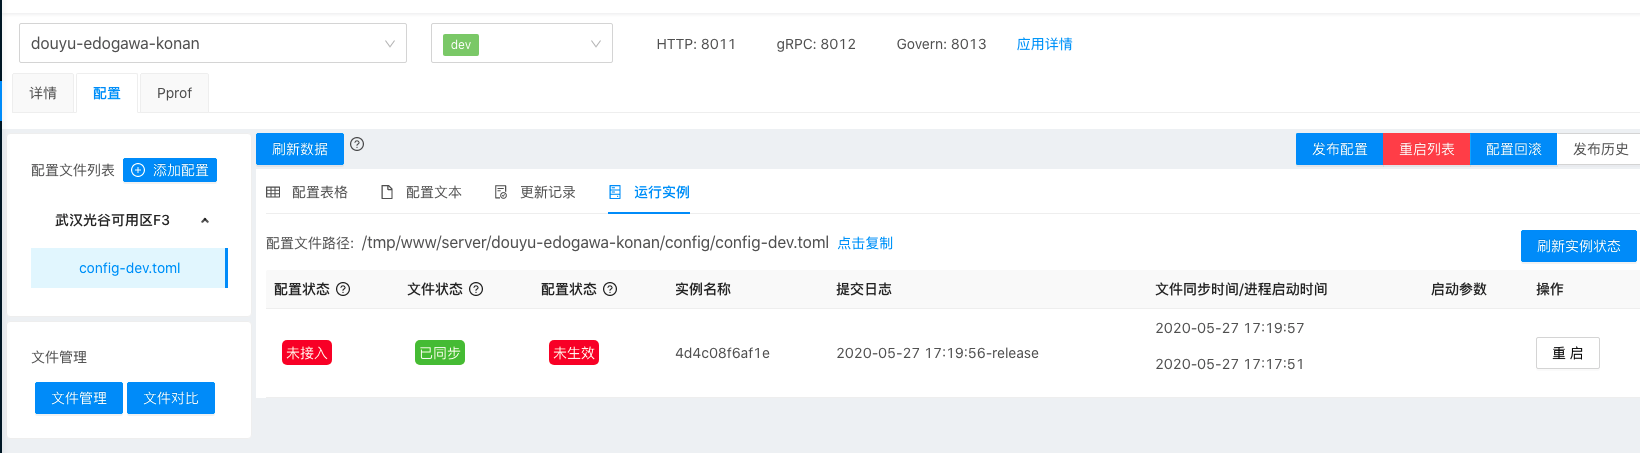 douyu-edogawa-konan dev HTTP: 8011 gRPC: 8012 Govern: 8013 应用详情
详情 配置 Pprof
配置文件列表 添加配置
武汉光谷可用区F3
config-dev.toml
文件管理
文件管理 文件对比
刷新数据 发布配置 重启列表 配置回滚 发布历史
配置表格 配置文本 更新记录 运行实例
配置文件路径: /tmp/www/server/douyu-edogawa-konan/config/config-dev.toml 点击复制 刷新实例状态
配置状态 文件状态 配置状态 实例名称 提交日志 文件同步时间/进程启动时间 启动参数 操作
2020-05-27 17:19:57
未接入 已同步 未生效 4d4c08f6af1e 2020-05-27 17:19:56-release 重 启
2020-05-27 17:17:51